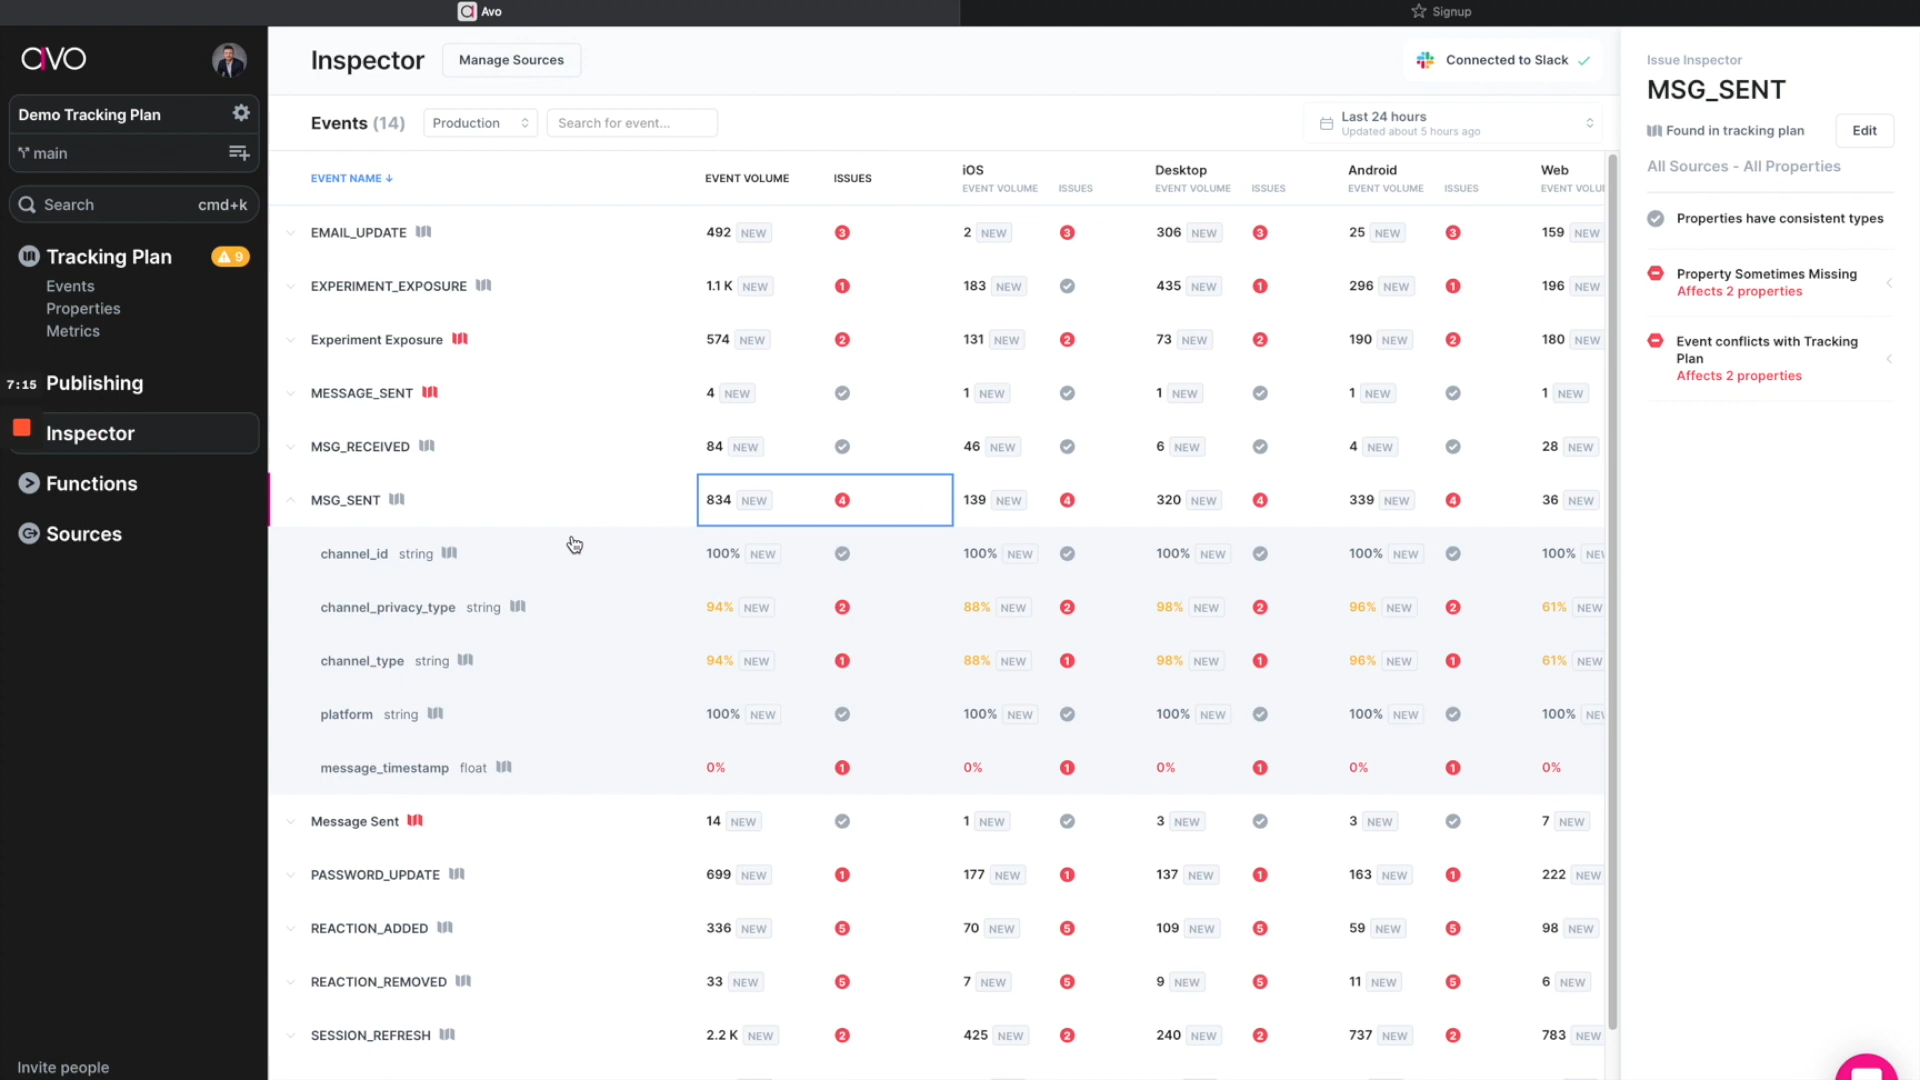 Avo
Signup
avo
Demo Tracking Plan
main
Search cmd+k
Tracking Plan 9
Events
Properties
Metrics
7:15 Publishing
Inspector
Functions
Sources
Invite people
Inspector Manage Sources Connected to Slack
Events (14) Production Search for event... Last 24 hours
Updated about 5 hours ago
iOS Desktop Android Web
EVENT NAME EVENT VOLUME ISSUES EVENT VOLUME ISSUES EVENT VOLUME ISSUES EVENT VOLUME ISSUES EVENT VOLU
EMAIL_UPDATE 492 NEW 3 2 NEW 3 306 NEW 3 25 NEW 3 159 NEW
EXPERIMENT_EXPOSURE 1.1 K NEW 1 183 NEW 435 NEW 1 296 NEW 1 196 NEW
Experiment Exposure 574 NEW 2 131 NEW 2 73 NEW 2 190 NEW 2 180 NEW
MESSAGE_SENT 4 NEW 1 NEW 1 NEW 1 NEW 1 NEW
MSG_RECEIVED 84 NEW 46 NEW 6 NEW 4 NEW 28 NEW
MSG_SENT 834 NEW 4 139 NEW 4 320 NEW 4 339 NEW 4 36 NEW
channel_id string 100% NEW 100% NEW 100% NEW 100% NEW 100% NEW
channel_privacy_type string 94% NEW 2 88% NEW 2 98% NEW 2 96% NEW 2 61% NEW
channel_type string 94% NEW 1 88% NEW 1 98% NEW 1 96% NEW 1 61% NEW
platform string 100% NEW 100% NEW 100% NEW 100% NEW 100% NEW
message_timestamp float 0% 1 0% 1 0% 1 0% 1 0%
Message Sent 14 NEW 1 NEW 3 NEW 3 NEW 7 NEW
PASSWORD_UPDATE 699 NEW 1 177 NEW 1 137 NEW 1 163 NEW 1 222 NEW
REACTION_ADDED 336 NEW 5 70 NEW 5 109 NEW 5 59 NEW 5 98 NEW
REACTION_REMOVED 33 NEW 5 7 NEW 5 9 NEW 5 11 NEW 5 6 NEW
SESSION_REFRESH 2.2 K NEW 2 425 NEW 2 240 NEW 2 737 NEW 2 783 NEW
Issue Inspector
MSG_SENT
Found in tracking plan Edit
All Sources - All Properties
Properties have consistent types
Property Sometimes Missing
Affects 2 properties
Event conflicts with Tracking
Plan
Affects 2 properties